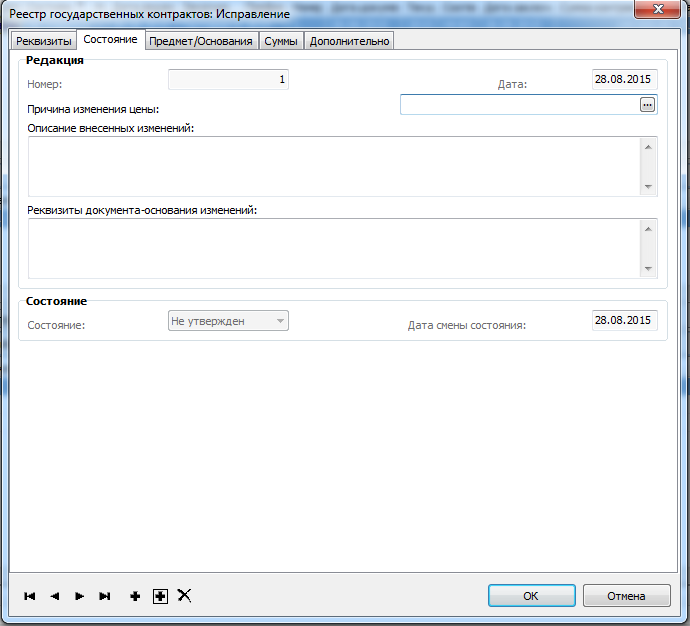 Реестр государственных контрактов: Исправление
Реквизиты Состояние Предмет/Основания Суммы Дополнительно
Редакция
Номер: 1 Дата: 28.08.2015
Причина изменения цены: ...
Описание внесенных изменений:
Реквизиты документа-основания изменений:
Состояние
Состояние: Не утвержден Дата смены состояния: 28.08.2015
ОК Отмена